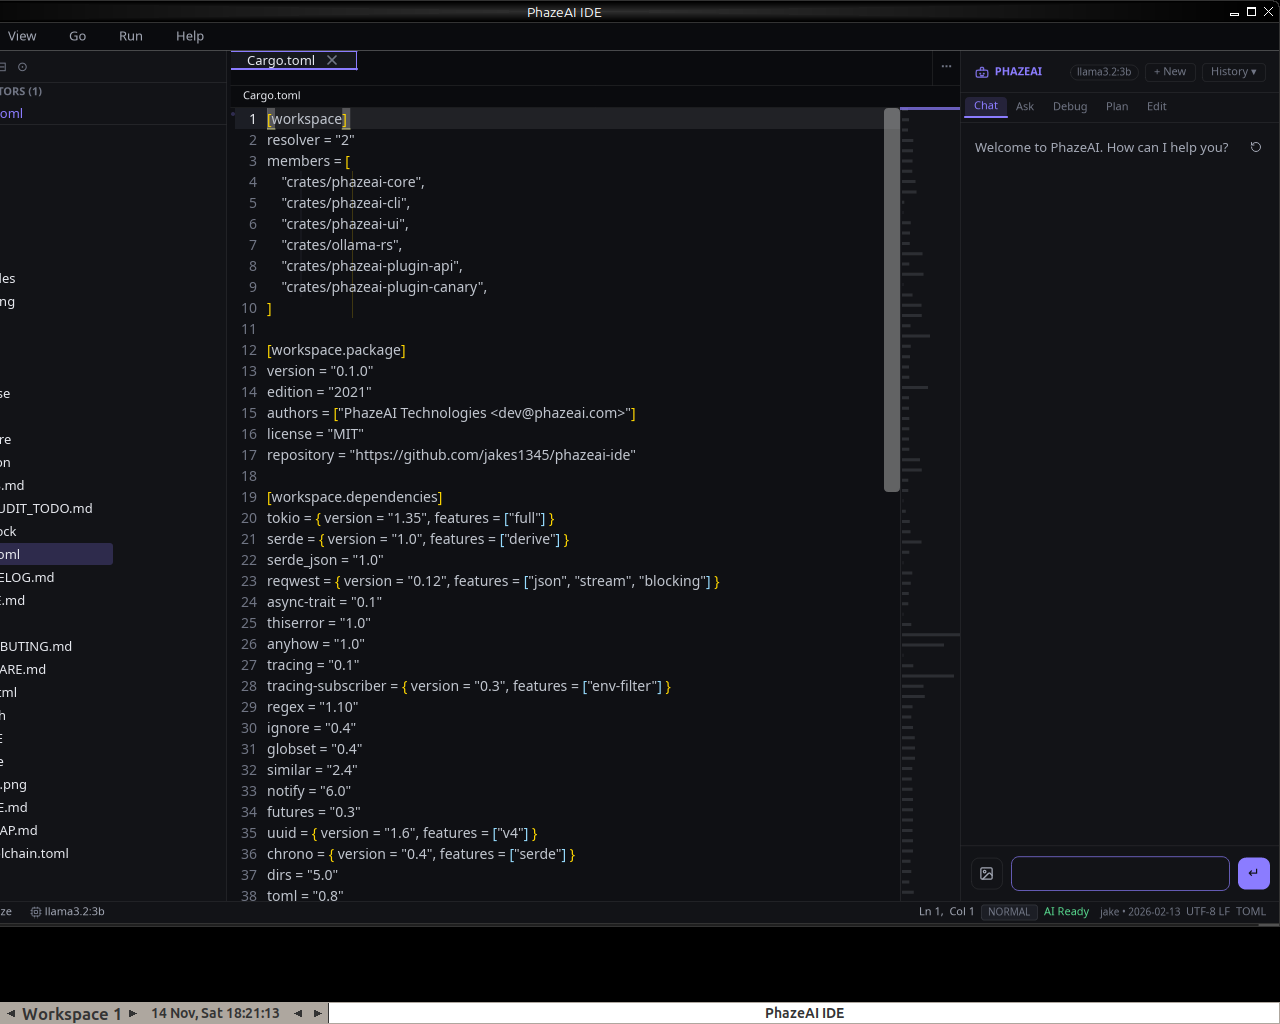 PhazeAI IDE
View Go Run Help
TORS (1)
oml
Cargo.toml
Cargo.toml
1 [workspace]
2 resolver = "2"
3 members = [
4 "crates/phazeai-core",
5 "crates/phazeai-cli",
6 "crates/phazeai-ui",
7 "crates/ollama-rs",
8 "crates/phazeai-plugin-api",
9 "crates/phazeai-plugin-canary",
10 ]
11
12 [workspace.package]
13 version = "0.1.0"
14 edition = "2021"
15 authors = ["PhazeAI Technologies <dev@phazeai.com>"]
16 license = "MIT"
17 repository = "https://github.com/jakes1345/phazeai-ide"
18
19 [workspace.dependencies]
20 tokio = { version = "1.35", features = ["full"] }
21 serde = { version = "1.0", features = ["derive"] }
22 serde_json = "1.0"
23 reqwest = { version = "0.12", features = ["json", "stream", "blocking"] }
24 async-trait = "0.1"
25 thiserror = "1.0"
26 anyhow = "1.0"
27 tracing = "0.1"
28 tracing-subscriber = { version = "0.3", features = ["env-filter"] }
29 regex = "1.10"
30 ignore = "0.4"
31 globset = "0.4"
32 similar = "2.4"
33 notify = "6.0"
34 futures = "0.3"
35 uuid = { version = "1.6", features = ["v4"] }
36 chrono = { version = "0.4", features = ["serde"] }
37 dirs = "5.0"
38 toml = "0.8"
les
ng
se
re
on
.md
UDIT_TODO.md
ock
oml
ELOG.md
E.md
BUTING.md
ARE.md
tml
h
E
e
.png
E.md
AP.md
lchain.toml
PHAZEAI llama3.2:3b + New History ▾
Chat Ask Debug Plan Edit
Welcome to PhazeAI. How can I help you?
ze llama3.2:3b Ln 1, Col 1 NORMAL AI Ready jake • 2026-02-13 UTF-8 LF TOML
Workspace 1 14 Nov, Sat 18:21:13 PhazeAI IDE